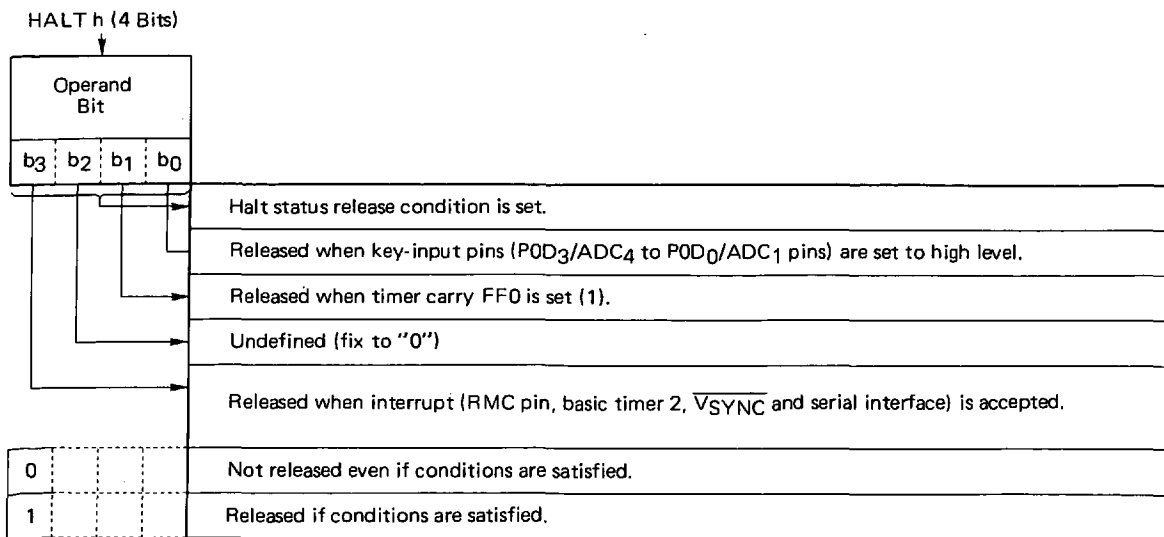 HALT h (4 Bits)
Operand
Bit
b3 b2 b1 b0
Halt status release condition is set.
Released when key-input pins (P0D3/ADC4 to P0D0/ADC1 pins) are set to high level.
Released when timer carry FF0 is set (1).
Undefined (fix to "0")
Released when interrupt (RMC pin, basic timer 2, VSYNC and serial interface) is accepted.
0 Not released even if conditions are satisfied.
1 Released if conditions are satisfied.